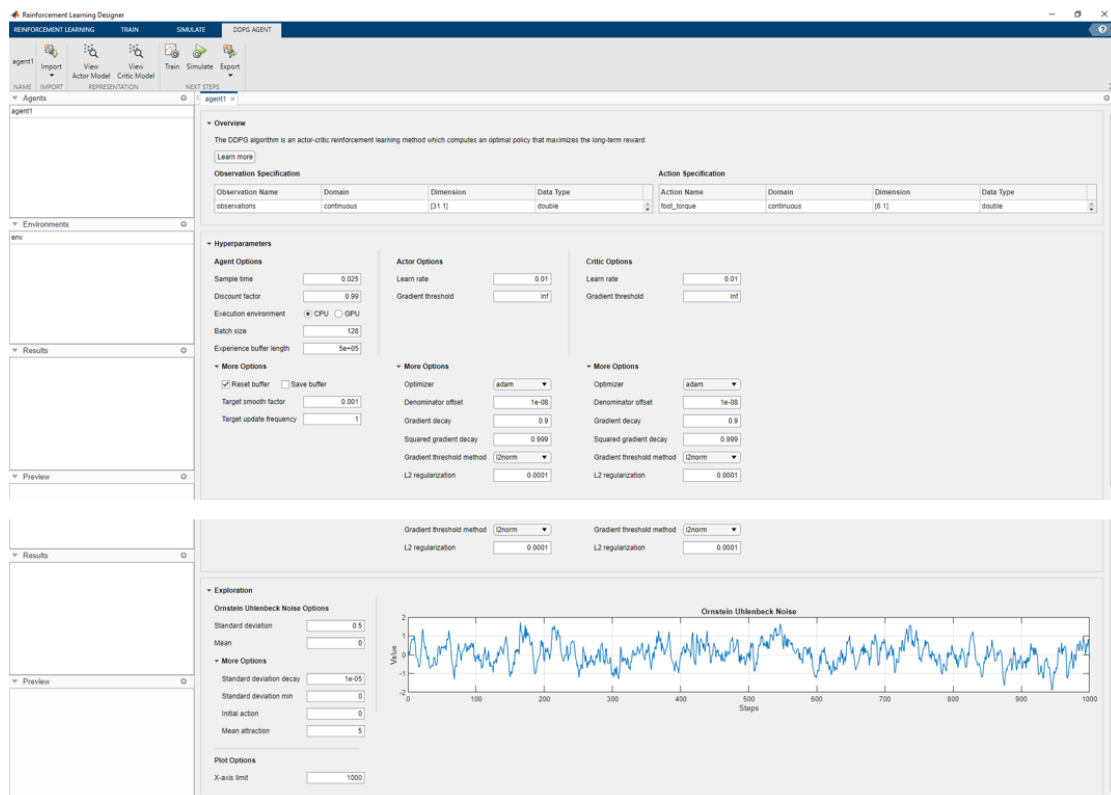 Reinforcement Learning Designer
REINFORCEMENT LEARNING TRAIN SIMULATE DDPG AGENT
agent1 Import View Actor Model View Critic Model Train Simulate Export
NAME IMPORT REPRESENTATION NEXT STEPS
Agents
agent1
Environments
env
Results
Preview
agent1
Overview
The DDPG algorithm is an actor-critic reinforcement learning method which computes an optimal policy that maximizes the long-term reward.
Learn more
Observation Specification
Observation Name Domain Dimension Data Type
observations continuous [31 1] double
Action Specification
Action Name Domain Dimension Data Type
foot_torque continuous [6 1] double
Hyperparameters
Agent Options
Sample time 0.025
Discount factor 0.99
Execution environment CPU GPU
Batch size 128
Experience buffer length 5e+05
More Options
Reset buffer Save buffer
Target smooth factor 0.001
Target update frequency 1
Actor Options
Learn rate 0.01
Gradient threshold Inf
More Options
Optimizer adam
Denominator offset 1e-08
Gradient decay 0.9
Squared gradient decay 0.999
Gradient threshold method l2norm
L2 regularization 0.0001
Critic Options
Learn rate 0.01
Gradient threshold Inf
More Options
Optimizer adam
Denominator offset 1e-08
Gradient decay 0.9
Squared gradient decay 0.999
Gradient threshold method l2norm
L2 regularization 0.0001
Gradient threshold method l2norm Gradient threshold method l2norm
L2 regularization 0.0001 L2 regularization 0.0001
Results
Preview
Exploration
Ornstein Uhlenbeck Noise Options
Standard deviation 0.5
Mean 0
More Options
Standard deviation decay 1e-05
Standard deviation min 0
Initial action 0
Mean attraction 5
Plot Options
X-axis limit 1000
Ornstein Uhlenbeck Noise
Value
2
1
0
-1
-2
0 100 200 300 400 500 600 700 800 900 1000
Steps